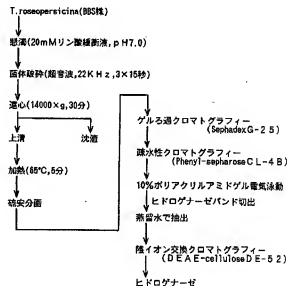 T.roseopersicina(BBS株)
懸濁(20mMリン酸緩衝液,pH7.0)
菌体破砕(超音波,22KHz,3×15秒)
遠心(14000×g,30分)
上清
沈渣
加熱(65℃,5分)
硫安分画
ゲルろ過クロマトグラフィー
(SephadexG-25)
疎水性クロマトグラフィー
(Phenyl-sepharoseCL-4B)
10%ポリアクリルアミドゲル電気泳動
ヒドロゲナーゼバンド切出
蒸留水で抽出
陰イオン交換クロマトグラフィー
(DEAE-celluloseDE-52)
ヒドロゲナーゼ